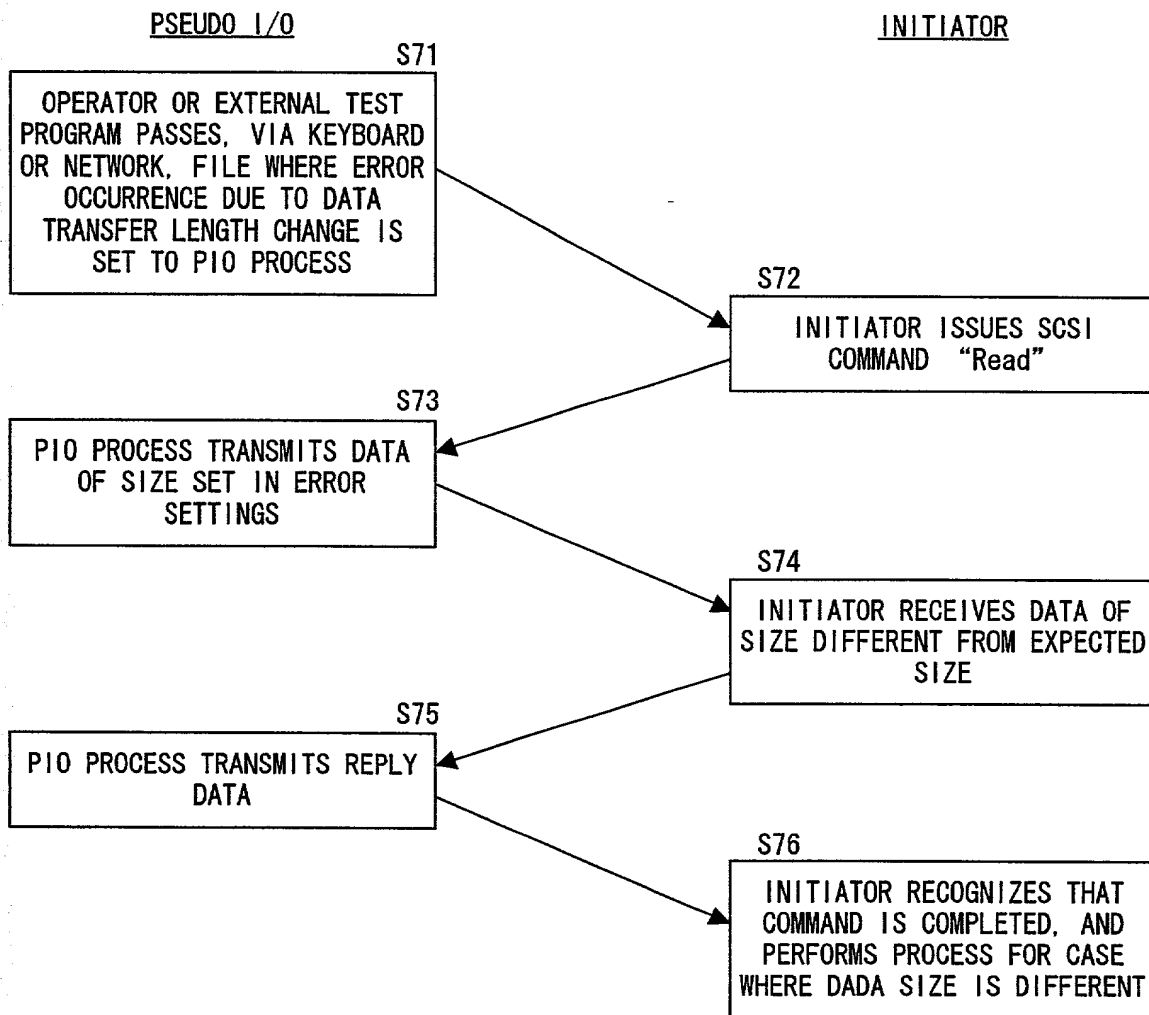 PSEUDO I/O
INITIATOR
S71
OPERATOR OR EXTERNAL TEST
PROGRAM PASSES, VIA KEYBOARD
OR NETWORK, FILE WHERE ERROR
OCCURRENCE DUE TO DATA
TRANSFER LENGTH CHANGE IS
SET TO PIO PROCESS
S72
INITIATOR ISSUES SCSI
COMMAND “Read”
S73
PIO PROCESS TRANSMITS DATA
OF SIZE SET IN ERROR
SETTINGS
S74
INITIATOR RECEIVES DATA OF
SIZE DIFFERENT FROM EXPECTED
SIZE
S75
PIO PROCESS TRANSMITS REPLY
DATA
S76
INITIATOR RECOGNIZES THAT
COMMAND IS COMPLETED, AND
PERFORMS PROCESS FOR CASE
WHERE DADA SIZE IS DIFFERENT